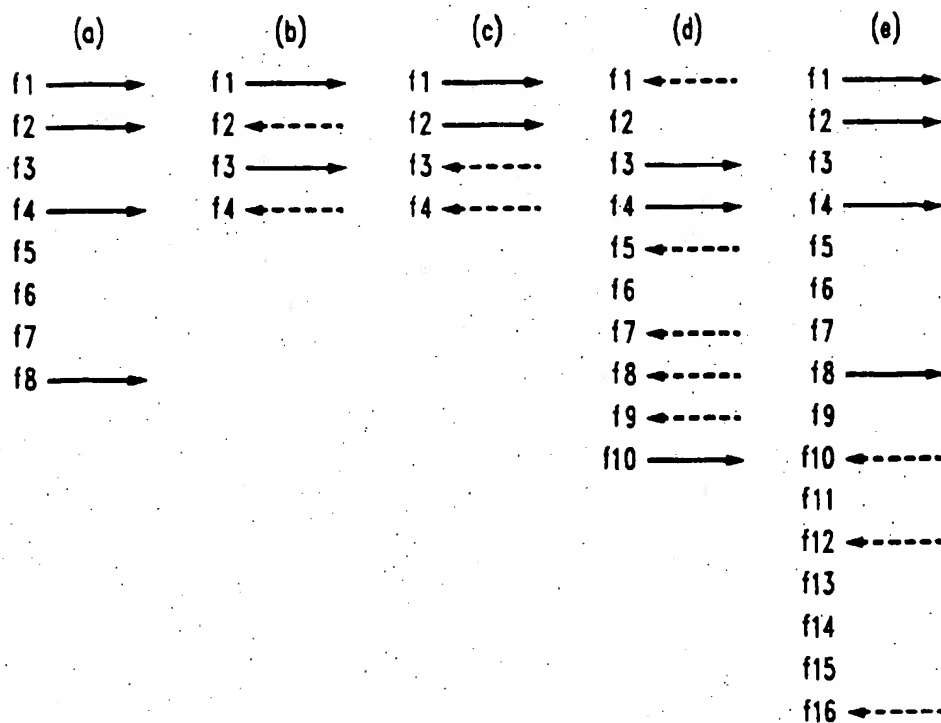 (a) (b) (c) (d) (e)
f1 f1 f1 f1 f1
f2 f2 f2 f2 f2
f3 f3 f3 f3 f3
f4 f4 f4 f4 f4
f5 f5 f5
f6 f6 f6
f7 f7 f7
f8 f8 f8
f9 f9
f10 f10
f11
f12
f13
f14
f15
f16